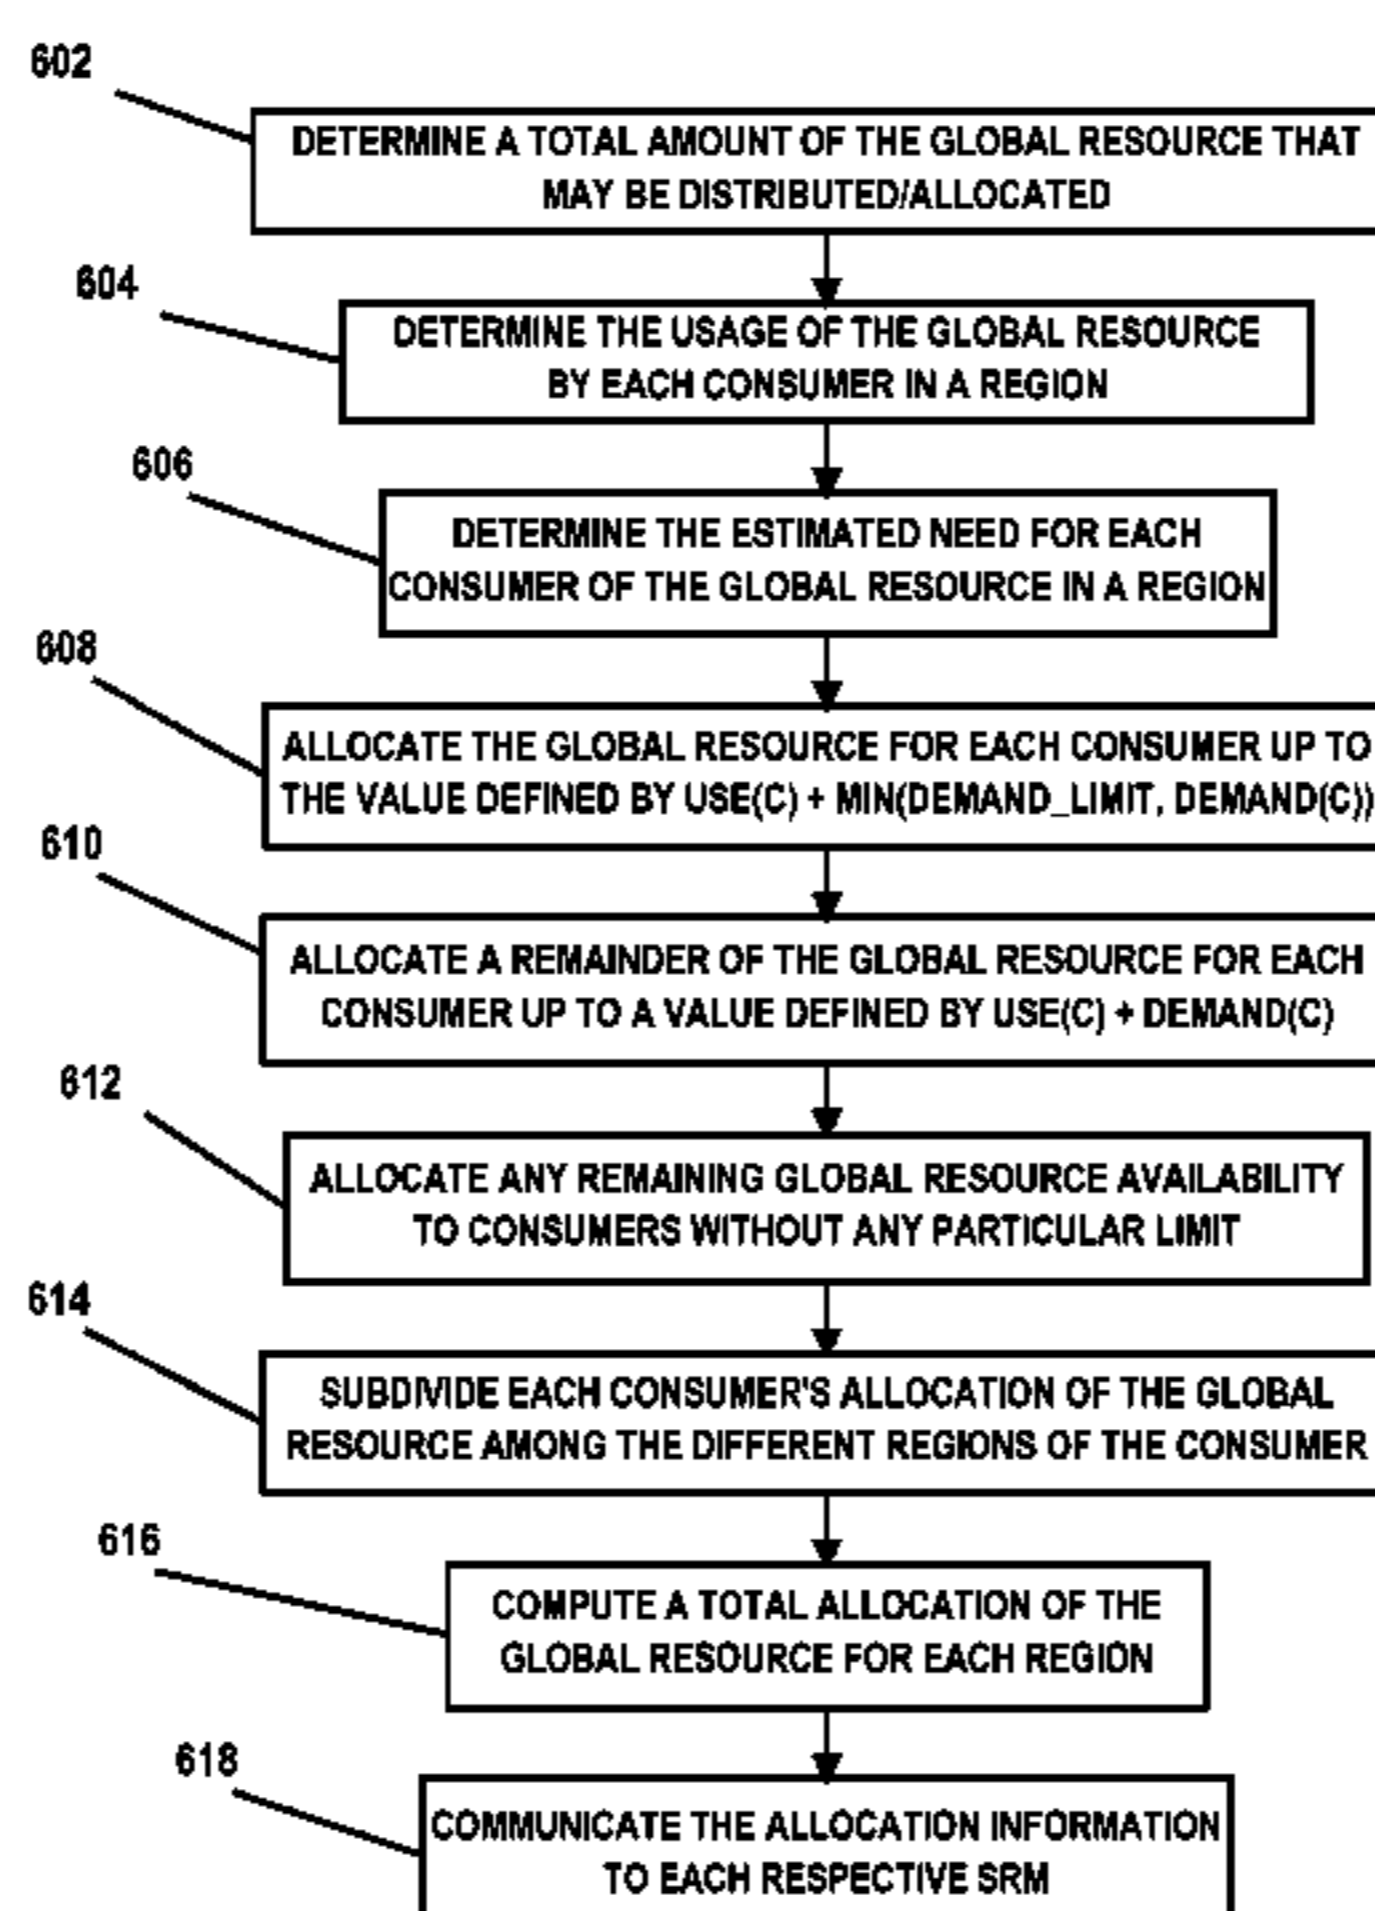 602
DETERMINE A TOTAL AMOUNT OF THE GLOBAL RESOURCE THAT
MAY BE DISTRIBUTED/ALLOCATED
604
DETERMINE THE USAGE OF THE GLOBAL RESOURCE
BY EACH CONSUMER IN A REGION
606
DETERMINE THE ESTIMATED NEED FOR EACH
CONSUMER OF THE GLOBAL RESOURCE IN A REGION
608
ALLOCATE THE GLOBAL RESOURCE FOR EACH CONSUMER UP TO
THE VALUE DEFINED BY USE(C) + MIN(DEMAND_LIMIT, DEMAND(C))
610
ALLOCATE A REMAINDER OF THE GLOBAL RESOURCE FOR EACH
CONSUMER UP TO A VALUE DEFINED BY USE(C) + DEMAND(C)
612
ALLOCATE ANY REMAINING GLOBAL RESOURCE AVAILABILITY
TO CONSUMERS WITHOUT ANY PARTICULAR LIMIT
614
SUBDIVIDE EACH CONSUMER'S ALLOCATION OF THE GLOBAL
RESOURCE AMONG THE DIFFERENT REGIONS OF THE CONSUMER
616
COMPUTE A TOTAL ALLOCATION OF THE
GLOBAL RESOURCE FOR EACH REGION
618
COMMUNICATE THE ALLOCATION INFORMATION
TO EACH RESPECTIVE SRM